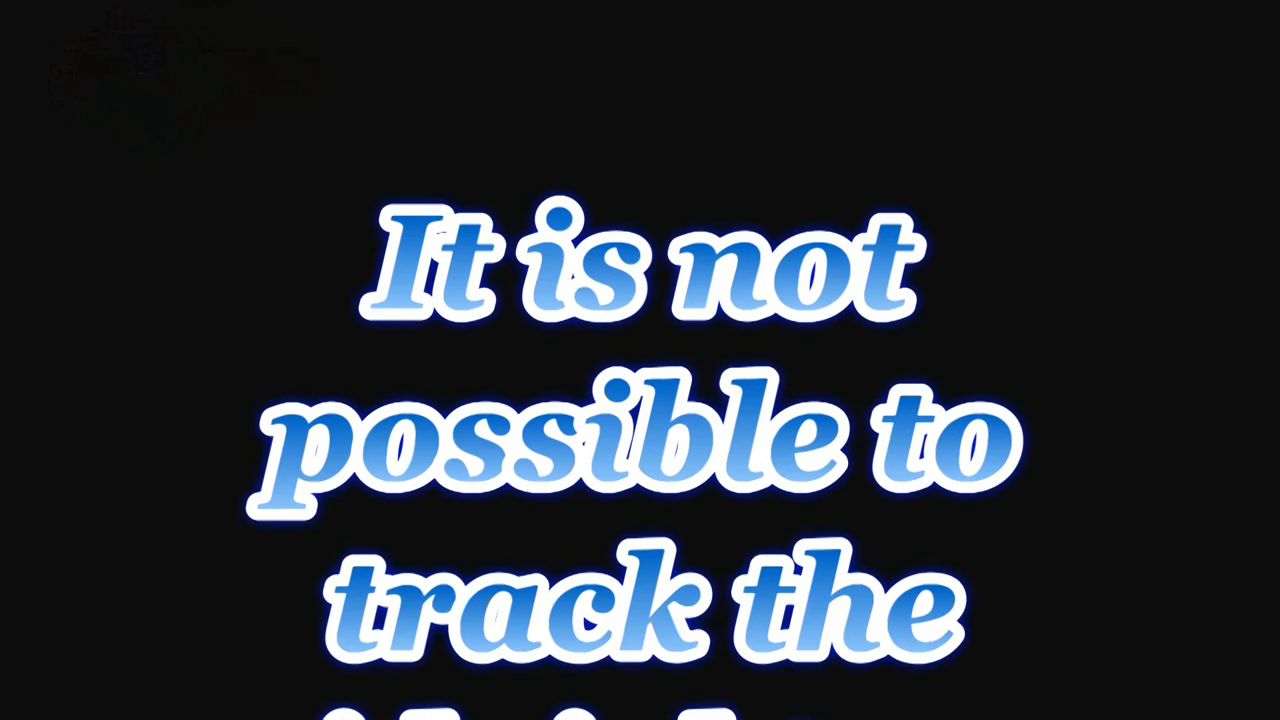 It is not
possible to
track the